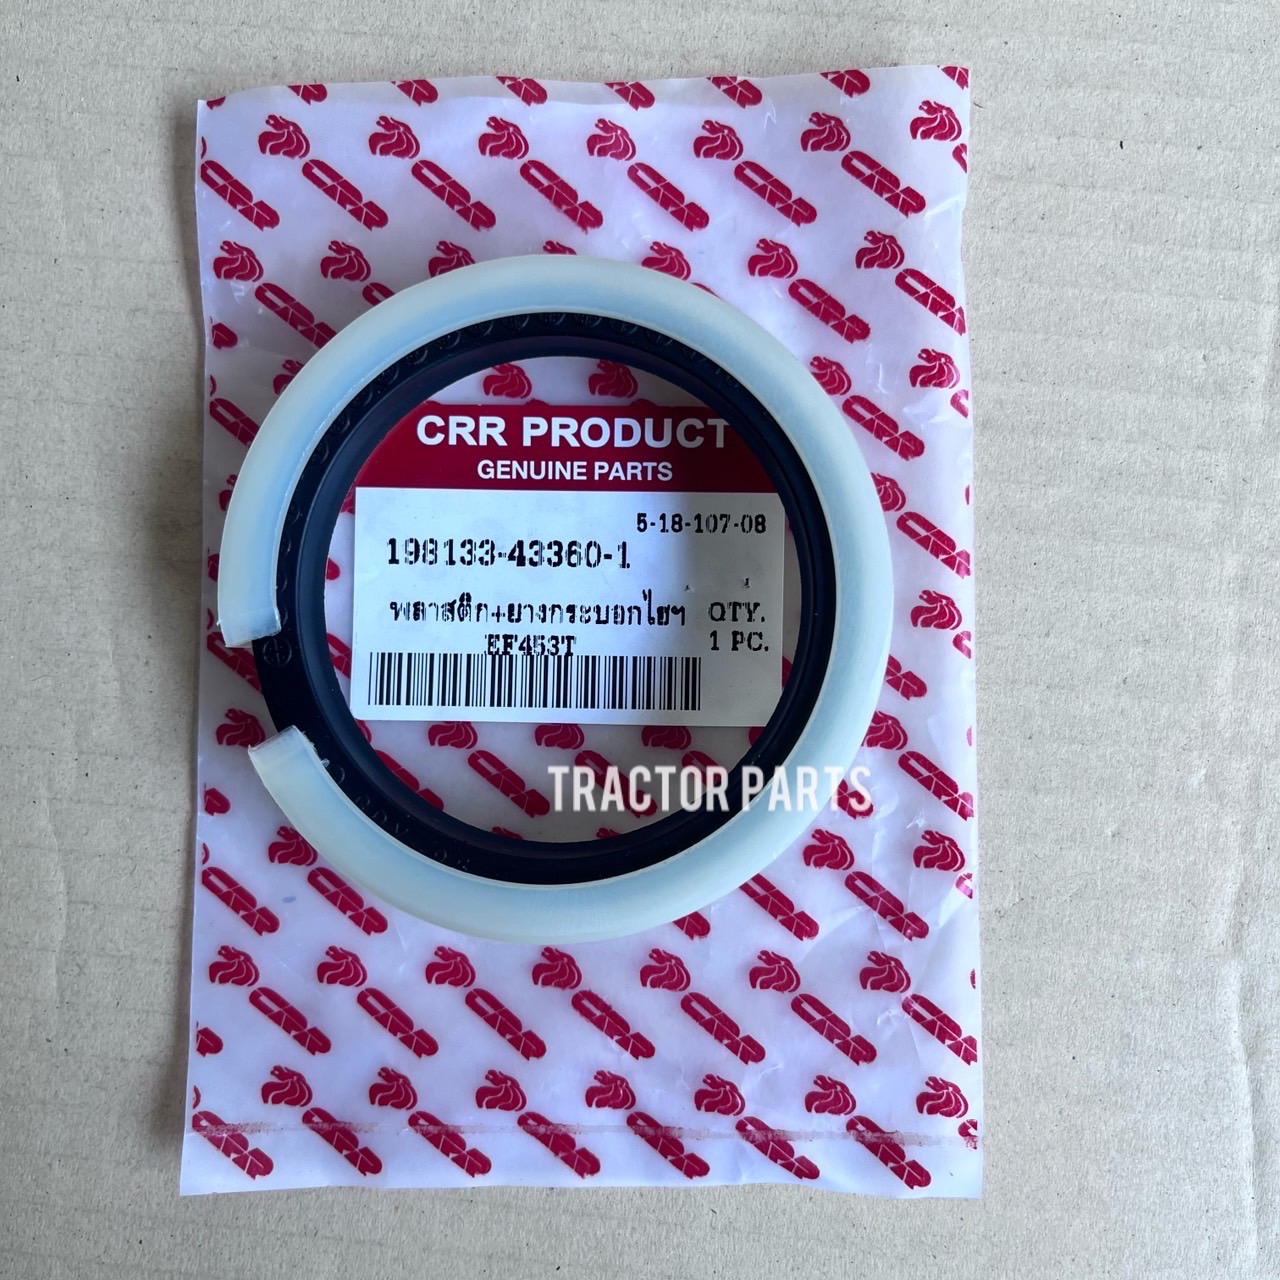 CRR PRODUCT
GENUINE PARTS
5-18-107-08
198133-43360-1
พลาสติก+ยางกระบอกไฮฯ QTY.
EF453T 1 PC.
TRACTOR PARTS